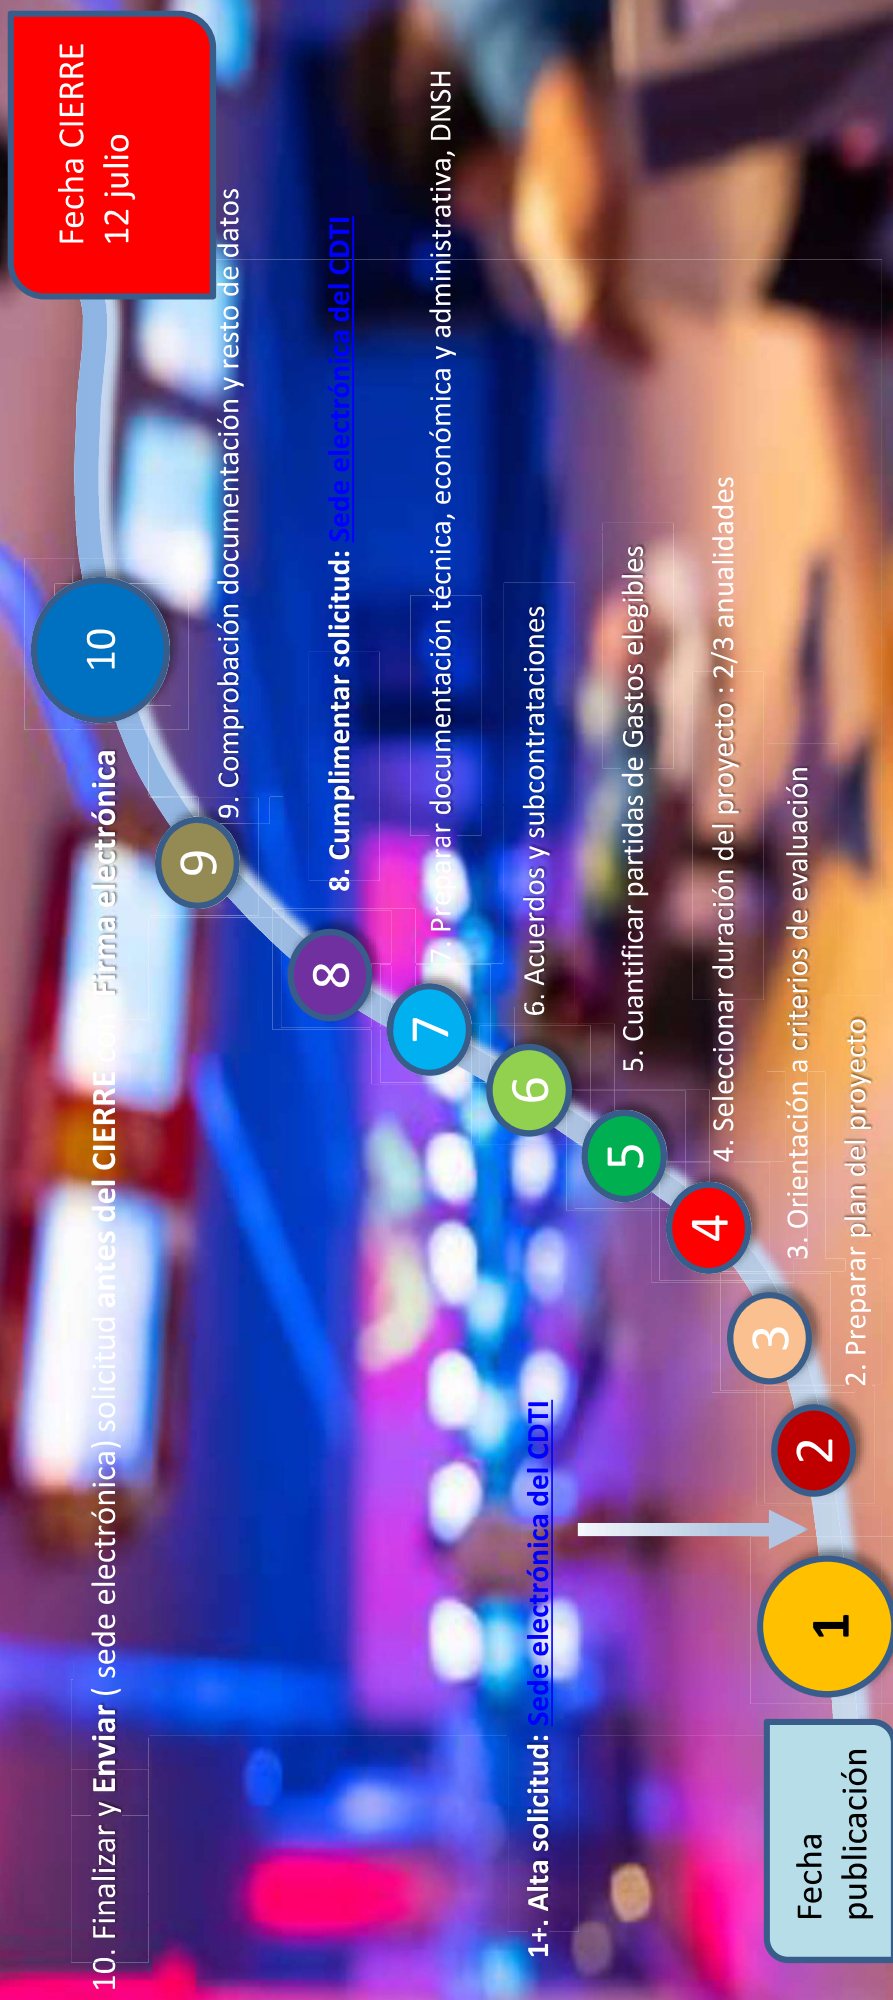 Fecha CIERRE
12 julio
10. Finalizar y Enviar ( sede electrónica) solicitud antes del CIERRE con Firma electrónica
10
9. Comprobación documentación y resto de datos
9
8. Cumplimentar solicitud: Sede electrónica del CDTI
8
7. Preparar documentación técnica, económica y administrativa, DNSH
7
6. Acuerdos y subcontrataciones
6
5. Cuantificar partidas de Gastos elegibles
5
4. Seleccionar duración del proyecto : 2/3 anualidades
4
3. Orientación a criterios de evaluación
3
2. Preparar plan del proyecto
2
1+. Alta solicitud: Sede electrónica del CDTI
1
Fecha
publicación